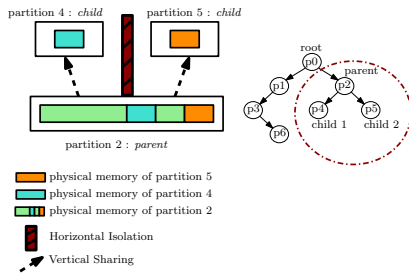 partition 4 : child
partition 5 : child
partition 2 : parent
root
p0
parent
p1
p2
p3
p4
p5
child 1
child 2
p6
physical memory of partition 5
physical memory of partition 4
physical memory of partition 2
Horizontal Isolation
Vertical Sharing